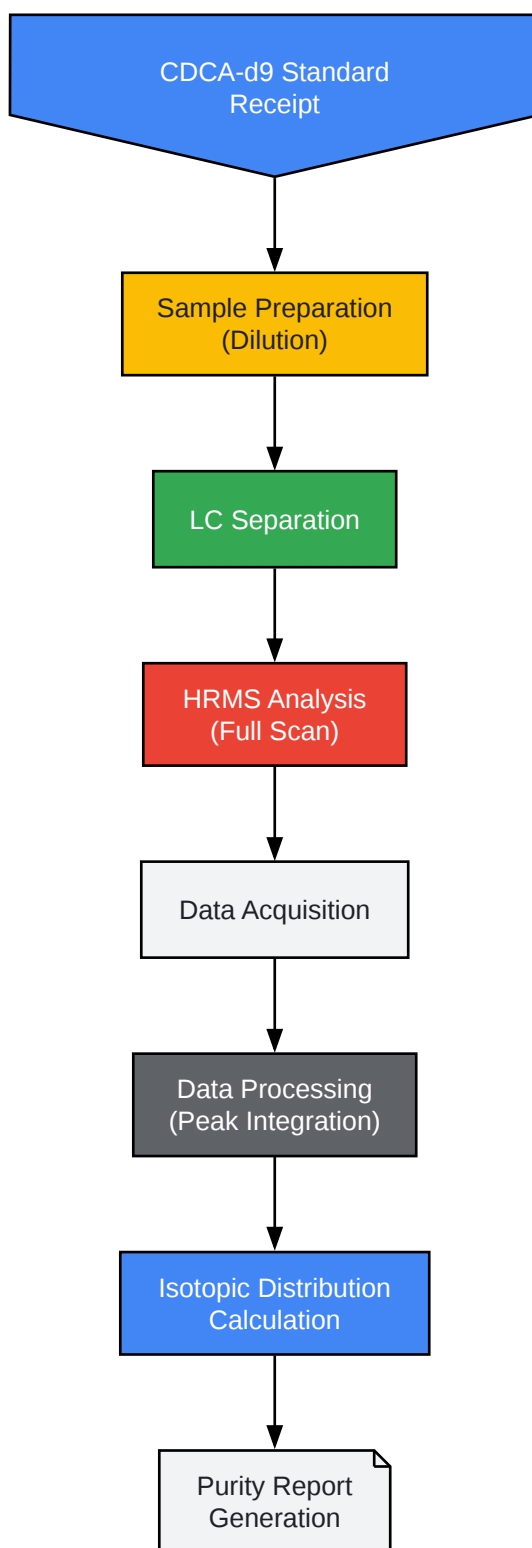 CDCA-d9 Standard
Receipt
Sample Preparation
(Dilution)
LC Separation
HRMS Analysis
(Full Scan)
Data Acquisition
Data Processing
(Peak Integration)
Isotopic Distribution
Calculation
Purity Report
Generation